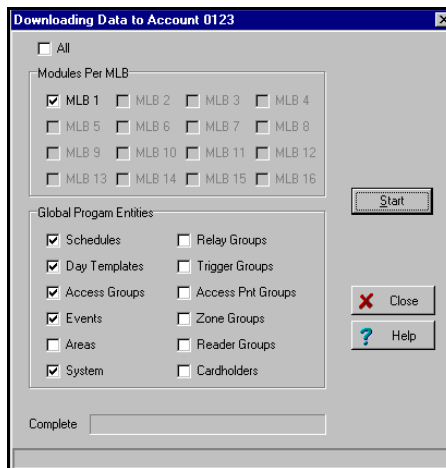 Downloading Data to Account 0123
All
Modules Per MLB
MLB 1 MLB 2 MLB 3 MLB 4
MLB 5 MLB 6 MLB 7 MLB 8
MLB 9 MLB 10 MLB 11 MLB 12
MLB 13 MLB 14 MLB 15 MLB 16
Start
Global Progam Entities
Schedules Relay Groups
Day Templates Trigger Groups
Access Groups Access Pnt Groups
Close
Events Zone Groups
Help
Areas Reader Groups
System Cardholders
Complete